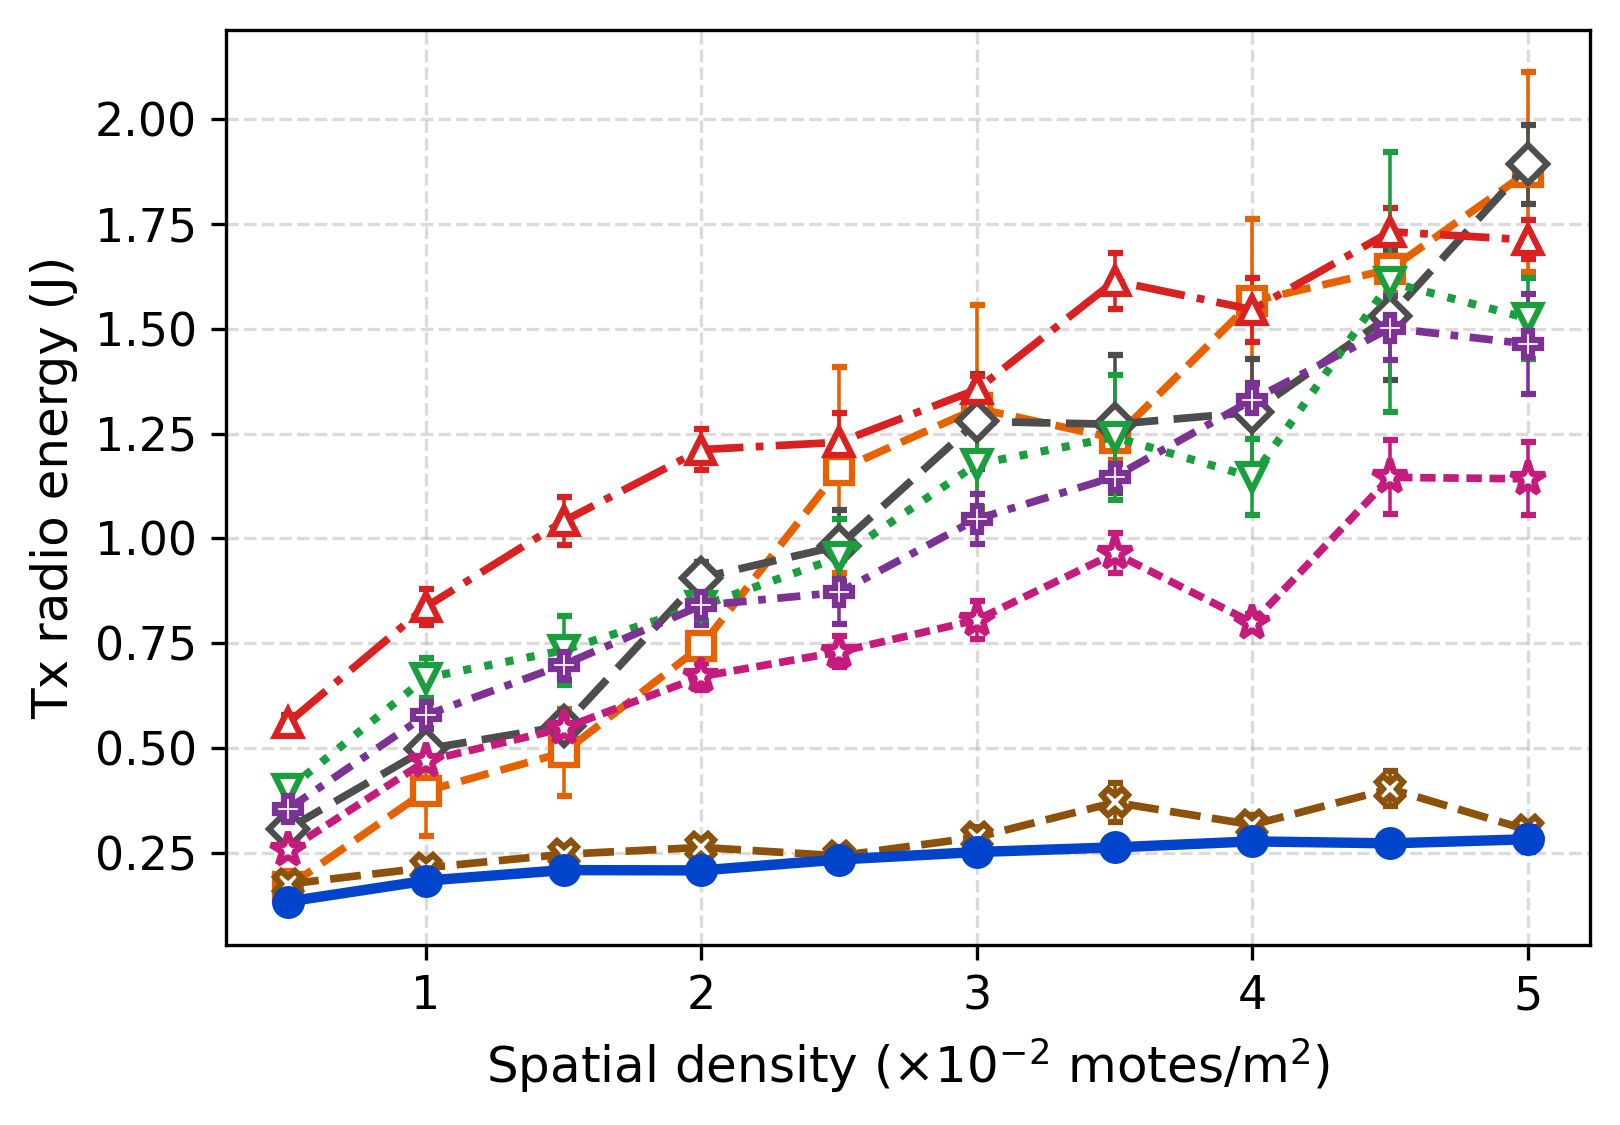 2.00
1.75
1.50
1.25
1.00
0.75
0.50
0.25
Tx radio energy (J)
1 2 3 4 5
Spatial density (×10⁻² motes/m²)